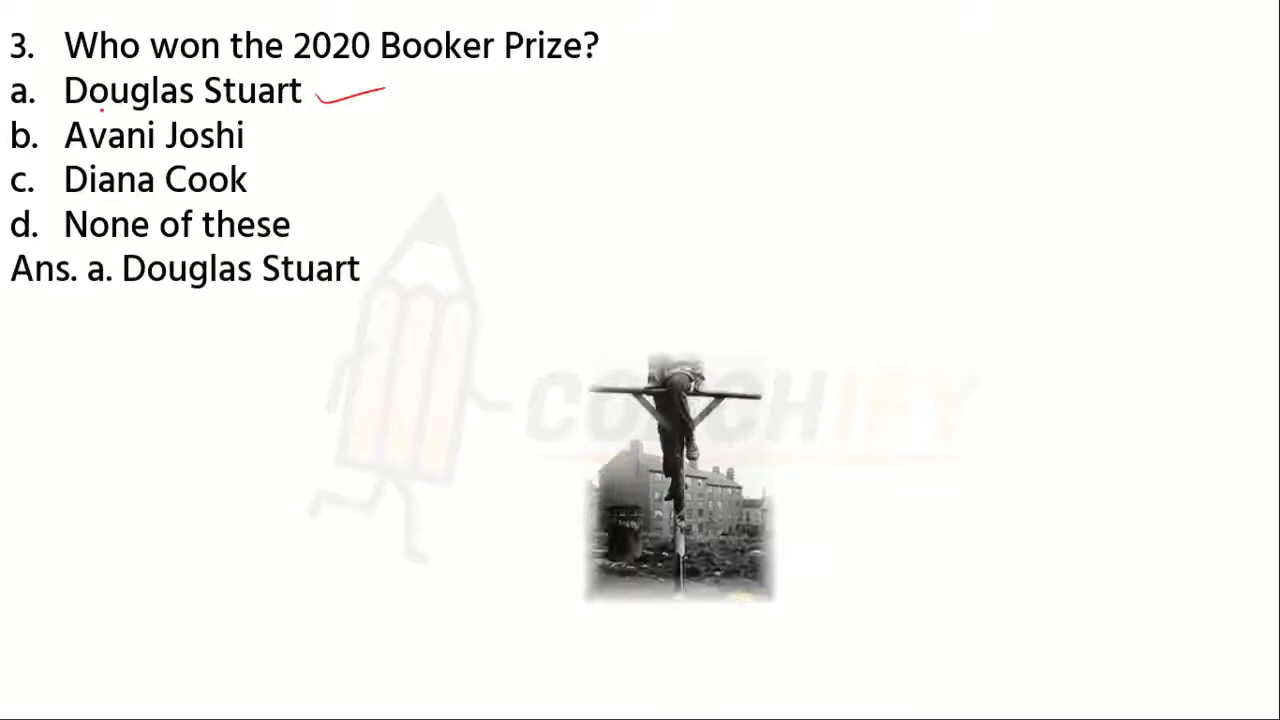 3. Who won the 2020 Booker Prize?
a. Douglas Stuart
b. Avani Joshi
c. Diana Cook
d. None of these
Ans. a. Douglas Stuart
COACHIFY